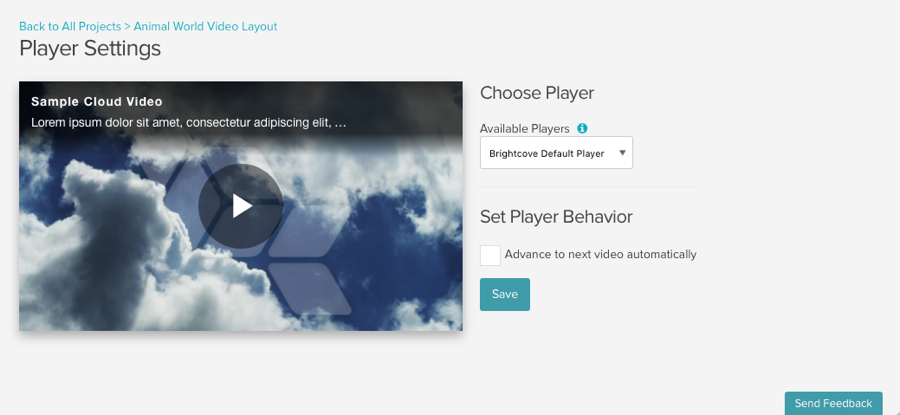 Back to All Projects > Animal World Video Layout
Player Settings
Sample Cloud Video
Lorem ipsum dolor sit amet, consectetur adipiscing elit, ...
Choose Player
Available Players
Brightcove Default Player
Set Player Behavior
Advance to next video automatically
Save
Send Feedback